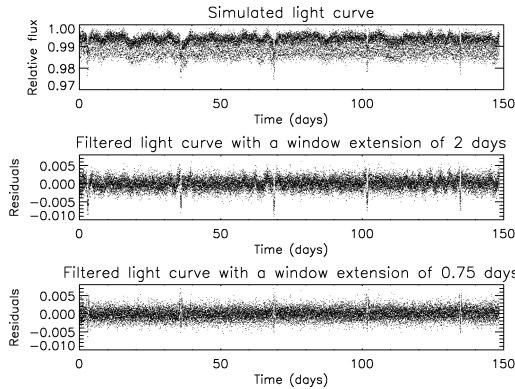 Simulated light curve
1.00
0.99
0.98
0.97
Relative flux
0 50 100 150
Time (days)
Filtered light curve with a window extension of 2 days
0.005
0.000
−0.005
−0.010
Residuals
0 50 100 150
Time (days)
Filtered light curve with a window extension of 0.75 days
0.005
0.000
−0.005
−0.010
Residuals
0 50 100 150
Time (days)